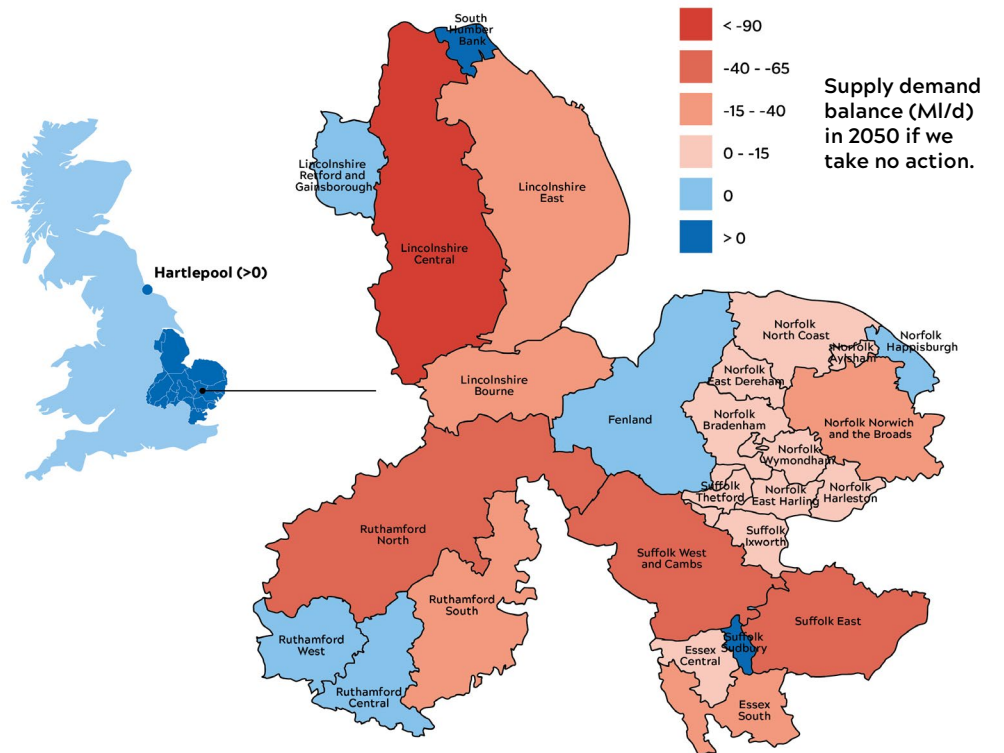 South
Humber
Bank
< -90
-40 - -65
-15 - -40
0 - -15
0
> 0
Supply demand
balance (Ml/d)
in 2050 if we
take no action.
Lincolnshire
Retford and
Gainsborough
Lincolnshire
East
Lincolnshire
Central
Hartlepool (>0)
Norfolk
North Coast
Norfolk
Happisburgh
Norfolk
Aylsham
Norfolk
East Dereham
Lincolnshire
Bourne
Fenland
Norfolk
Bradenham
Norfolk Norwich
and the Broads
Norfolk
Wymondham
Suffolk
Thetford
Norfolk
East Harling
Norfolk
Harleston
Ruthamford
North
Suffolk
Ixworth
Suffolk West
and Cambs
Ruthamford
South
Suffolk East
Ruthamford
West
Suffolk
Sudbury
Essex
Central
Ruthamford
Central
Essex
South